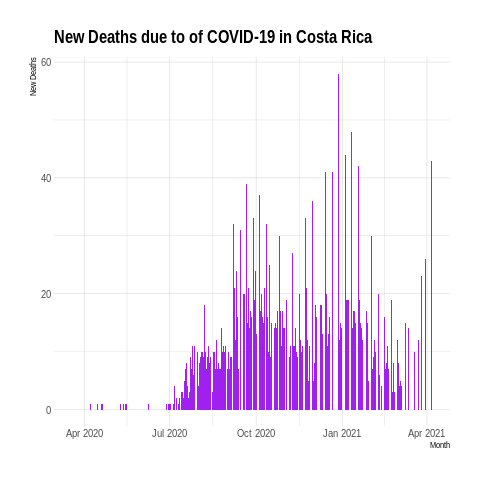 New Deaths due to of COVID-19 in Costa Rica
New Deaths
60
40
20
0
Apr 2020 Jul 2020 Oct 2020 Jan 2021 Apr 2021
Month